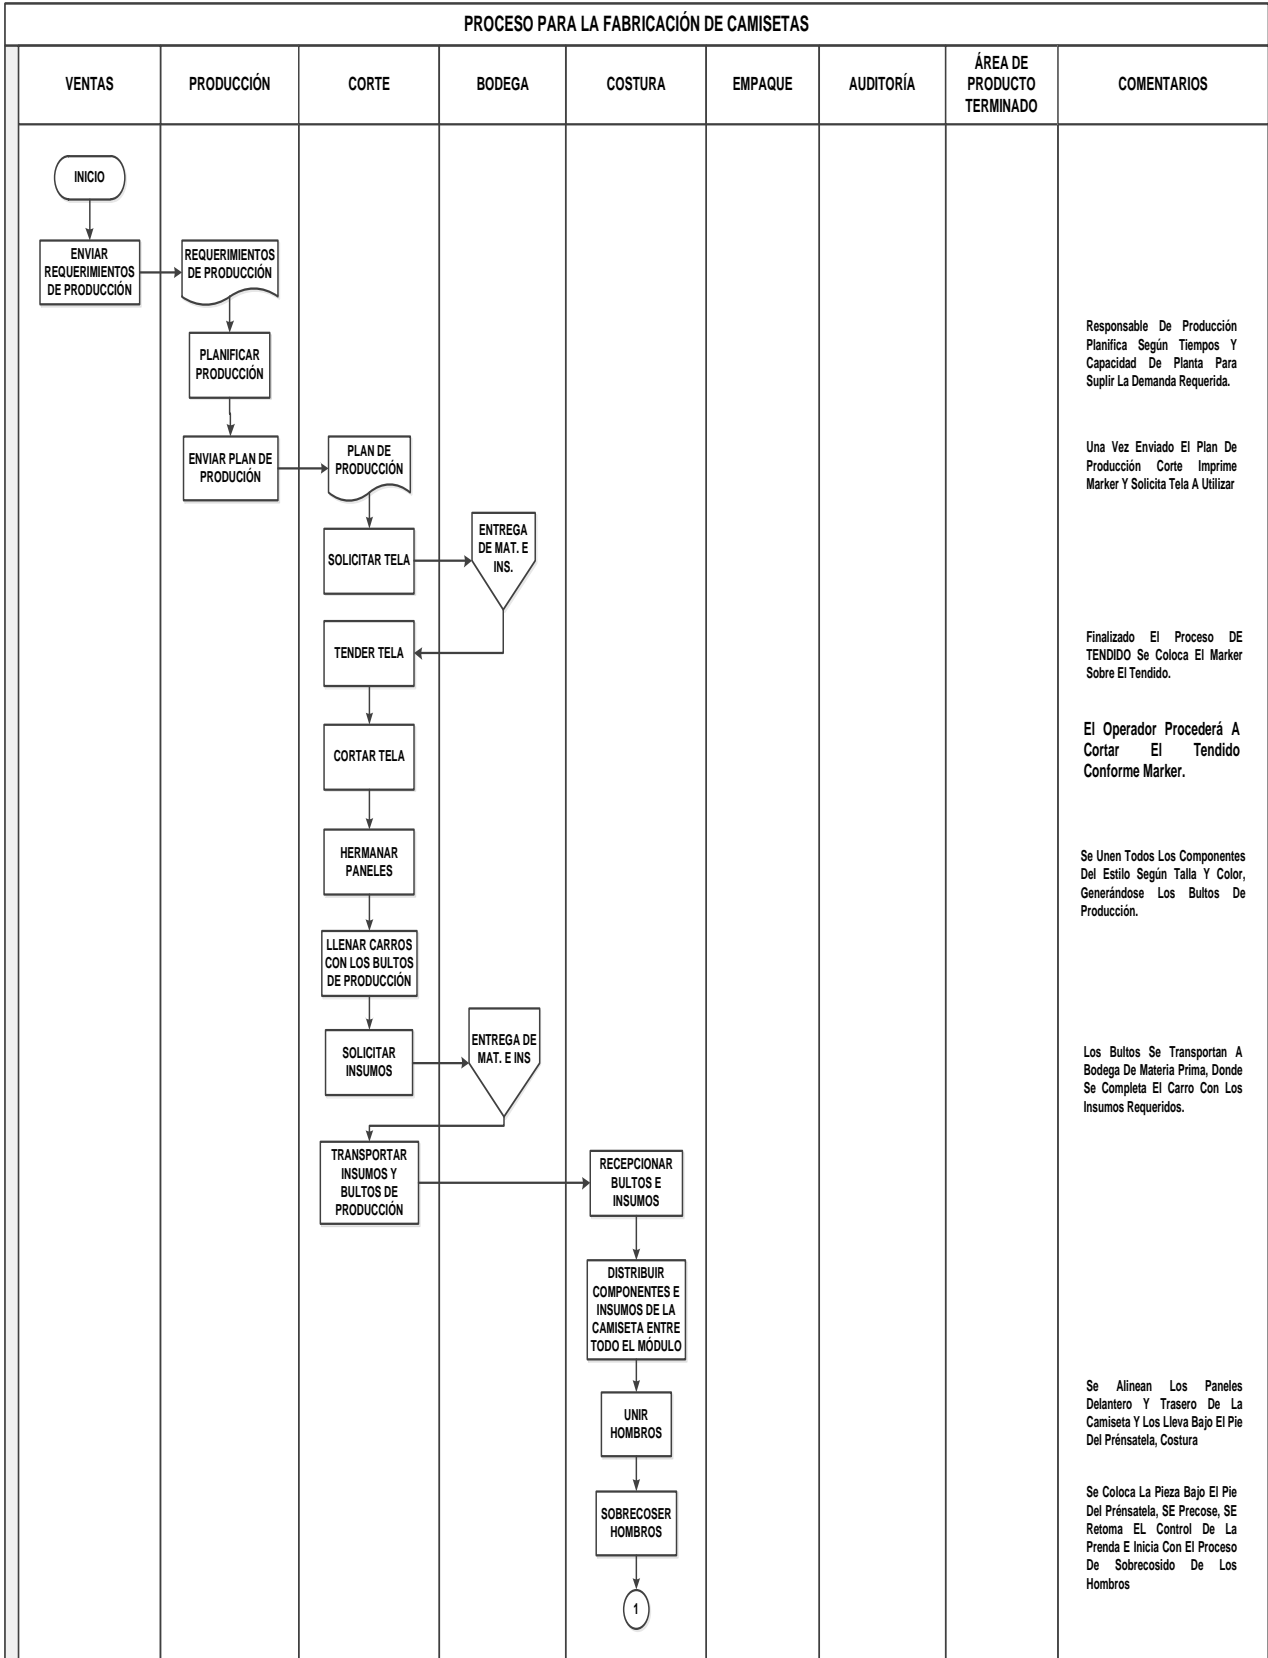 PROCESO PARA LA FABRICACIÓN DE CAMISETAS
VENTAS
PRODUCCIÓN
CORTE
BODEGA
COSTURA
EMPAQUE
AUDITORÍA
ÁREA DE
PRODUCTO
TERMINADO
COMENTARIOS
INICIO
ENVIAR
REQUERIMIENTOS
DE PRODUCCIÓN
REQUERIMIENTOS
DE PRODUCCIÓN
PLANIFICAR
PRODUCCIÓN
Responsable De Producción
Planifica Según Tiempos Y
Capacidad De Planta Para
Suplir La Demanda Requerida.
ENVIAR PLAN DE
PRODUCIÓN
PLAN DE
PRODUCCIÓN
Una Vez Enviado El Plan De
Producción Corte Imprime
Marker Y Solicita Tela A Utilizar
SOLICITAR TELA
ENTREGA
DE MAT. E
INS.
TENDER TELA
Finalizado El Proceso DE
TENDIDO Se Coloca El Marker
Sobre El Tendido.
CORTAR TELA
El Operador Procederá A
Cortar El Tendido
Conforme Marker.
HERMANAR
PANELES
Se Unen Todos Los Componentes
Del Estilo Según Talla Y Color,
Generándose Los Bultos De
Producción.
LLENAR CARROS
CON LOS BULTOS
DE PRODUCCIÓN
SOLICITAR
INSUMOS
ENTREGA DE
MAT. E INS
Los Bultos Se Transportan A
Bodega De Materia Prima, Donde
Se Completa El Carro Con Los
Insumos Requeridos.
TRANSPORTAR
INSUMOS Y
BULTOS DE
PRODUCCIÓN
RECEPCIONAR
BULTOS E
INSUMOS
DISTRIBUIR
COMPONENTES E
INSUMOS DE LA
CAMISETA ENTRE
TODO EL MÓDULO
UNIR
HOMBROS
Se Alinean Los Paneles
Delantero Y Trasero De La
Camiseta Y Los Lleva Bajo El Pie
Del Prénsatela, Costura
SOBRECOSER
HOMBROS
Se Coloca La Pieza Bajo El Pie
Del Prénsatela, SE Precose, SE
Retoma EL Control De La
Prenda E Inicia Con El Proceso
De Sobrecosido De Los
Hombros
1